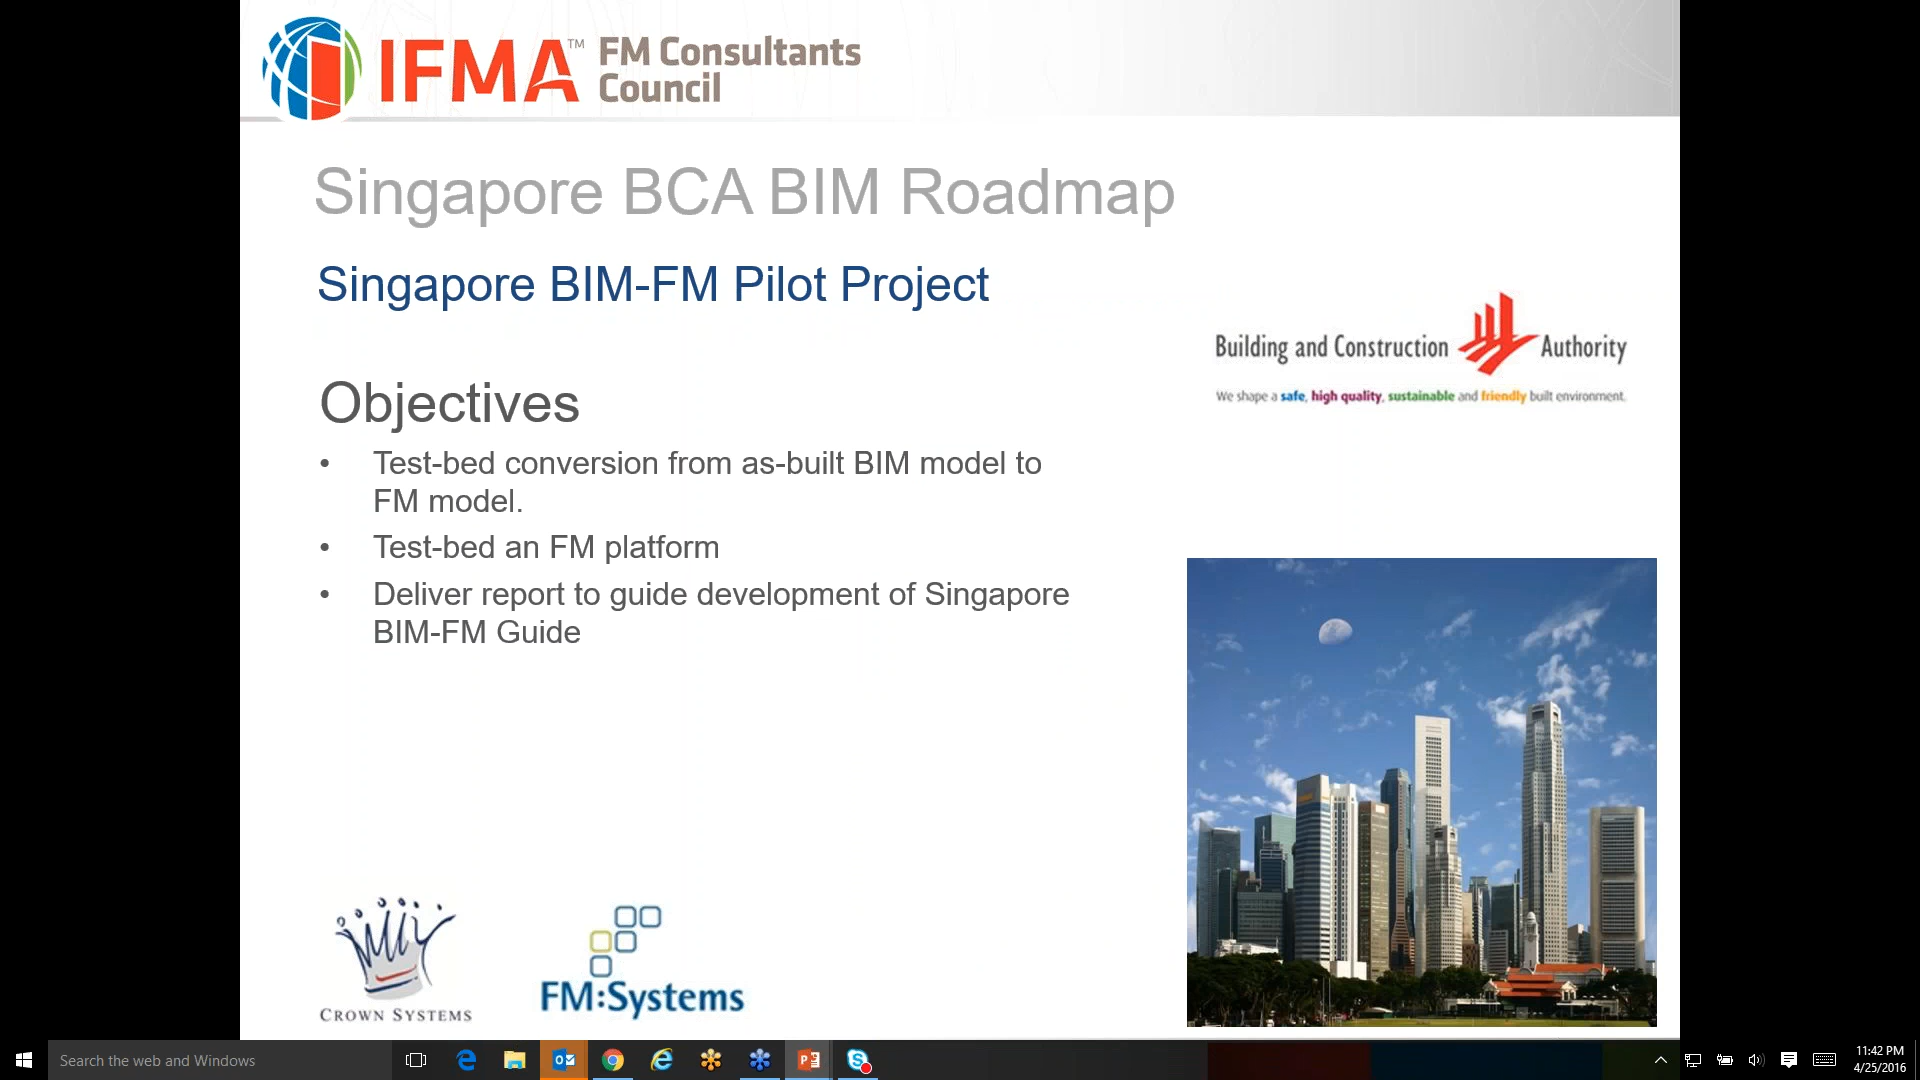 IFMA™ FM Consultants
Council
Singapore BCA BIM Roadmap
Singapore BIM-FM Pilot Project
Building and Construction Authority
We shape a safe, high quality, sustainable and friendly built environment.
Objectives
• Test-bed conversion from as-built BIM model to
FM model.
• Test-bed an FM platform
• Deliver report to guide development of Singapore
BIM-FM Guide
CROWN SYSTEMS
FM:Systems
Search the web and Windows
11:42 PM
4/25/2016